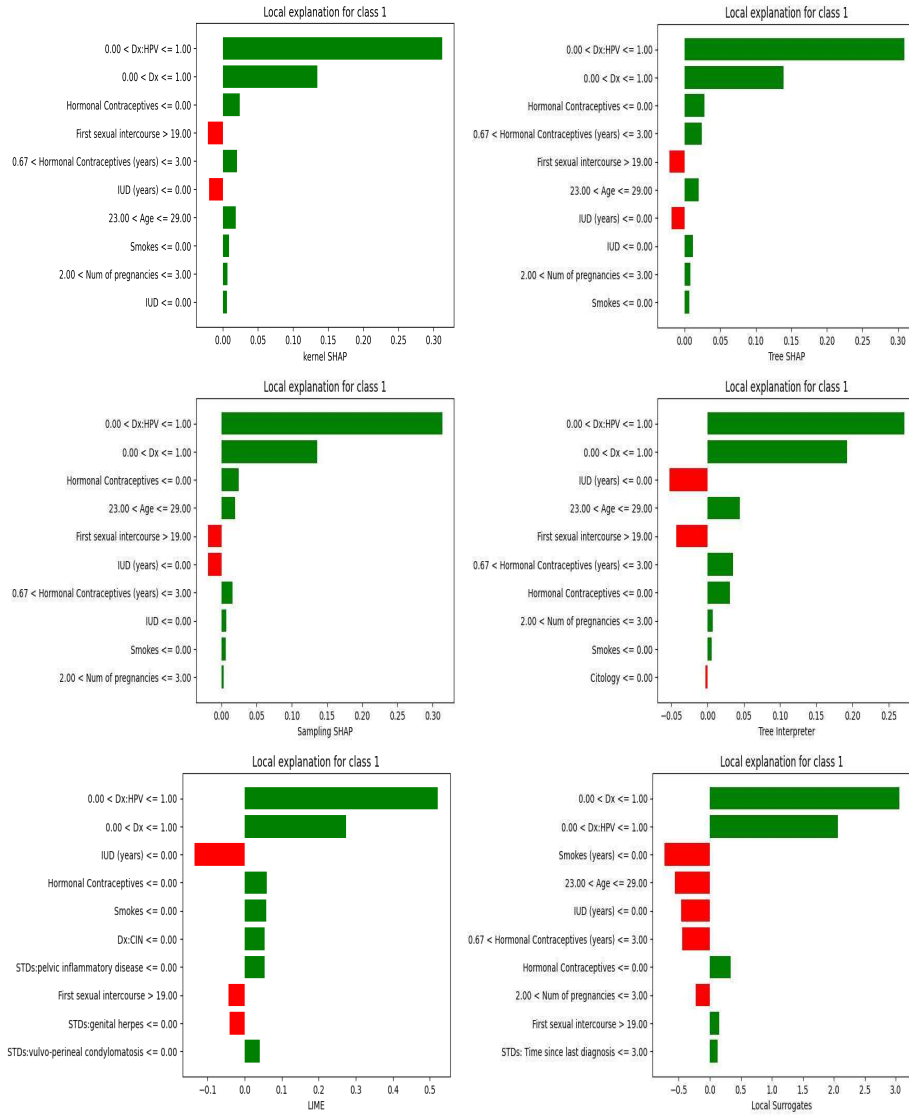 Local explanation for class 1
0.00 < Dx:HPV <= 1.00
0.00 < Dx <= 1.00
Hormonal Contraceptives <= 0.00
First sexual intercourse > 19.00
0.67 < Hormonal Contraceptives (years) <= 3.00
IUD (years) <= 0.00
23.00 < Age <= 29.00
Smokes <= 0.00
2.00 < Num of pregnancies <= 3.00
IUD <= 0.00
0.00 0.05 0.10 0.15 0.20 0.25 0.30
kernel SHAP
Local explanation for class 1
0.00 < Dx:HPV <= 1.00
0.00 < Dx <= 1.00
Hormonal Contraceptives <= 0.00
0.67 < Hormonal Contraceptives (years) <= 3.00
First sexual intercourse > 19.00
23.00 < Age <= 29.00
IUD (years) <= 0.00
IUD <= 0.00
2.00 < Num of pregnancies <= 3.00
Smokes <= 0.00
0.00 0.05 0.10 0.15 0.20 0.25 0.30
Tree SHAP
Local explanation for class 1
0.00 < Dx:HPV <= 1.00
0.00 < Dx <= 1.00
Hormonal Contraceptives <= 0.00
23.00 < Age <= 29.00
First sexual intercourse > 19.00
IUD (years) <= 0.00
0.67 < Hormonal Contraceptives (years) <= 3.00
IUD <= 0.00
Smokes <= 0.00
2.00 < Num of pregnancies <= 3.00
0.00 0.05 0.10 0.15 0.20 0.25 0.30
Sampling SHAP
Local explanation for class 1
0.00 < Dx:HPV <= 1.00
0.00 < Dx <= 1.00
IUD (years) <= 0.00
23.00 < Age <= 29.00
First sexual intercourse > 19.00
0.67 < Hormonal Contraceptives (years) <= 3.00
Hormonal Contraceptives <= 0.00
2.00 < Num of pregnancies <= 3.00
Smokes <= 0.00
Citology <= 0.00
−0.05 0.00 0.05 0.10 0.15 0.20 0.25
Tree Interpreter
Local explanation for class 1
0.00 < Dx:HPV <= 1.00
0.00 < Dx <= 1.00
IUD (years) <= 0.00
Hormonal Contraceptives <= 0.00
Smokes <= 0.00
Dx:CIN <= 0.00
STDs:pelvic inflammatory disease <= 0.00
First sexual intercourse > 19.00
STDs:genital herpes <= 0.00
STDs:vulvo-perineal condylomatosis <= 0.00
−0.1 0.0 0.1 0.2 0.3 0.4 0.5
LIME
Local explanation for class 1
0.00 < Dx <= 1.00
0.00 < Dx:HPV <= 1.00
Smokes (years) <= 0.00
23.00 < Age <= 29.00
IUD (years) <= 0.00
0.67 < Hormonal Contraceptives (years) <= 3.00
Hormonal Contraceptives <= 0.00
2.00 < Num of pregnancies <= 3.00
First sexual intercourse > 19.00
STDs: Time since last diagnosis <= 3.00
−0.5 0.0 0.5 1.0 1.5 2.0 2.5 3.0
Local Surrogates